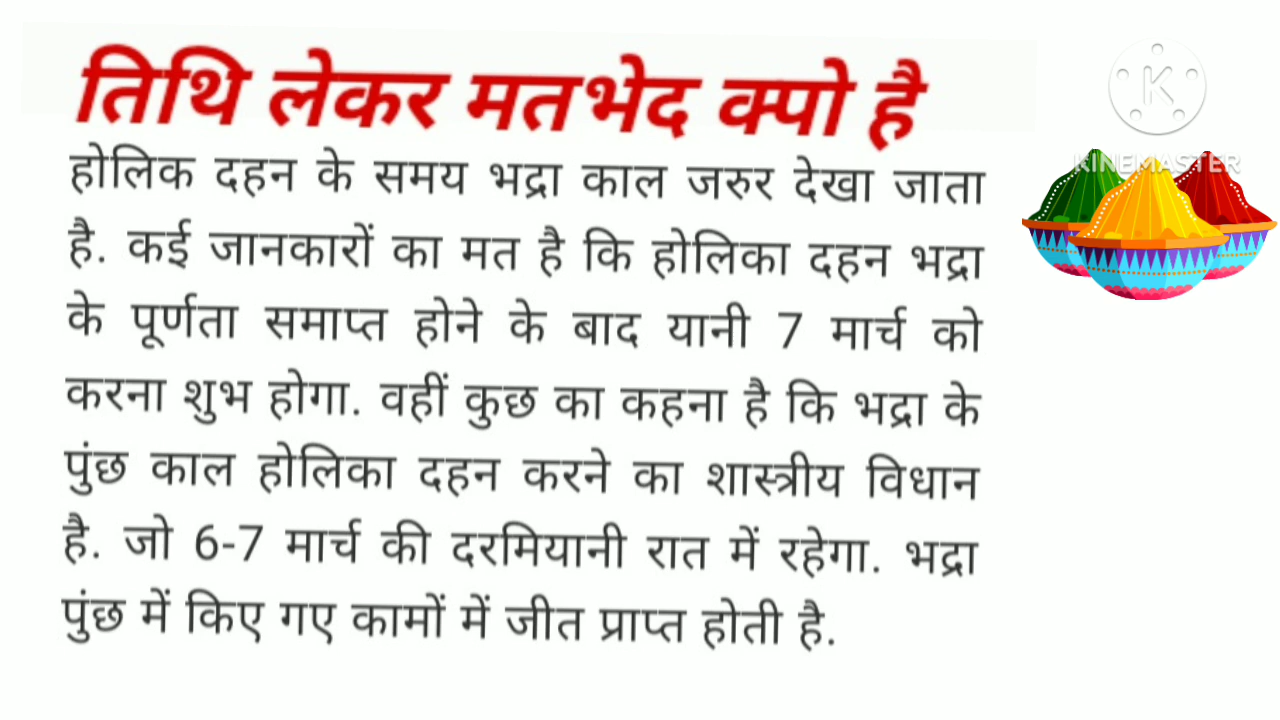 तिथि लेकर मतभेद क्पो है
होलिक दहन के समय भद्रा काल जरुर देखा जाता
है. कई जानकारों का मत है कि होलिका दहन भद्रा
के पूर्णता समाप्त होने के बाद यानी 7 मार्च को
करना शुभ होगा. वहीं कुछ का कहना है कि भद्रा के
पुंछ काल होलिका दहन करने का शास्त्रीय विधान
है. जो 6-7 मार्च की दरमियानी रात में रहेगा. भद्रा
पुंछ में किए गए कामों में जीत प्राप्त होती है.
K
KINEMASTER